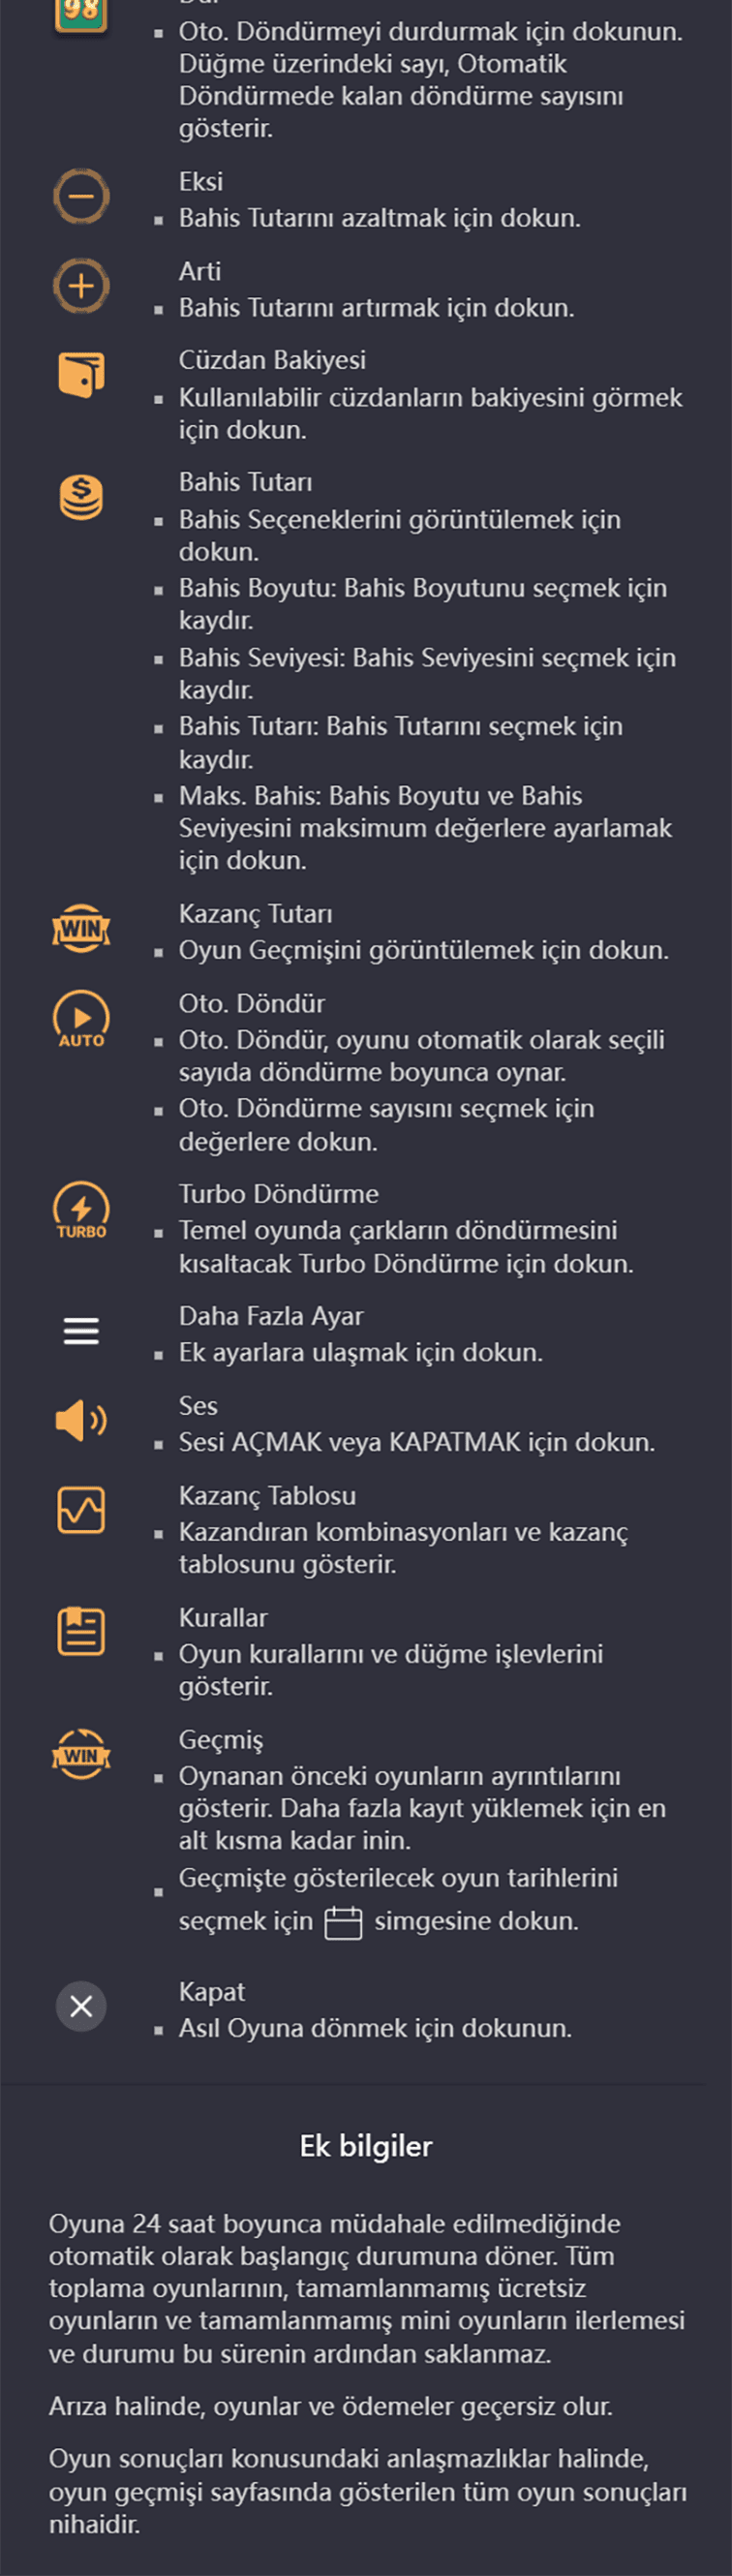 98
Oto. Döndürmeyi durdurmak için dokunun.
Düğme üzerindeki sayı, Otomatik
Döndürmede kalan döndürme sayısını
gösterir.
Eksi
Bahis Tutarını azaltmak için dokun.
Arti
Bahis Tutarını artırmak için dokun.
Cüzdan Bakiyesi
Kullanılabilir cüzdanların bakiyesini görmek
için dokun.
Bahis Tutarı
Bahis Seçeneklerini görüntülemek için
dokun.
Bahis Boyutu: Bahis Boyutunu seçmek için
kaydır.
Bahis Seviyesi: Bahis Seviyesini seçmek için
kaydır.
Bahis Tutarı: Bahis Tutarını seçmek için
kaydır.
Maks. Bahis: Bahis Boyutu ve Bahis
Seviyesini maksimum değerlere ayarlamak
için dokun.
WIN
Kazanç Tutarı
Oyun Geçmişini görüntülemek için dokun.
AUTO
Oto. Döndür
Oto. Döndür, oyunu otomatik olarak seçili
sayıda döndürme boyunca oynar.
Oto. Döndürme sayısını seçmek için
değerlere dokun.
TURBO
Turbo Döndürme
Temel oyunda çarkların döndürmesini
kısaltacak Turbo Döndürme için dokun.
Daha Fazla Ayar
Ek ayarlara ulaşmak için dokun.
Ses
Sesi AÇMAK veya KAPATMAK için dokun.
Kazanç Tablosu
Kazandıran kombinasyonları ve kazanç
tablosunu gösterir.
Kurallar
Oyun kurallarını ve düğme işlevlerini
gösterir.
WIN
Geçmiş
Oynanan önceki oyunların ayrıntılarını
gösterir. Daha fazla kayıt yüklemek için en
alt kısma kadar inin.
Geçmişte gösterilecek oyun tarihlerini
seçmek için simgesine dokun.
Kapat
Asıl Oyuna dönmek için dokunun.
Ek bilgiler
Oyuna 24 saat boyunca müdahale edilmediğinde
otomatik olarak başlangıç durumuna döner. Tüm
toplama oyunlarının, tamamlanmamış ücretsiz
oyunların ve tamamlanmamış mini oyunların ilerlemesi
ve durumu bu sürenin ardından saklanmaz.
Arıza halinde, oyunlar ve ödemeler geçersiz olur.
Oyun sonuçları konusundaki anlaşmazlıklar halinde,
oyun geçmişi sayfasında gösterilen tüm oyun sonuçları
nihaidir.